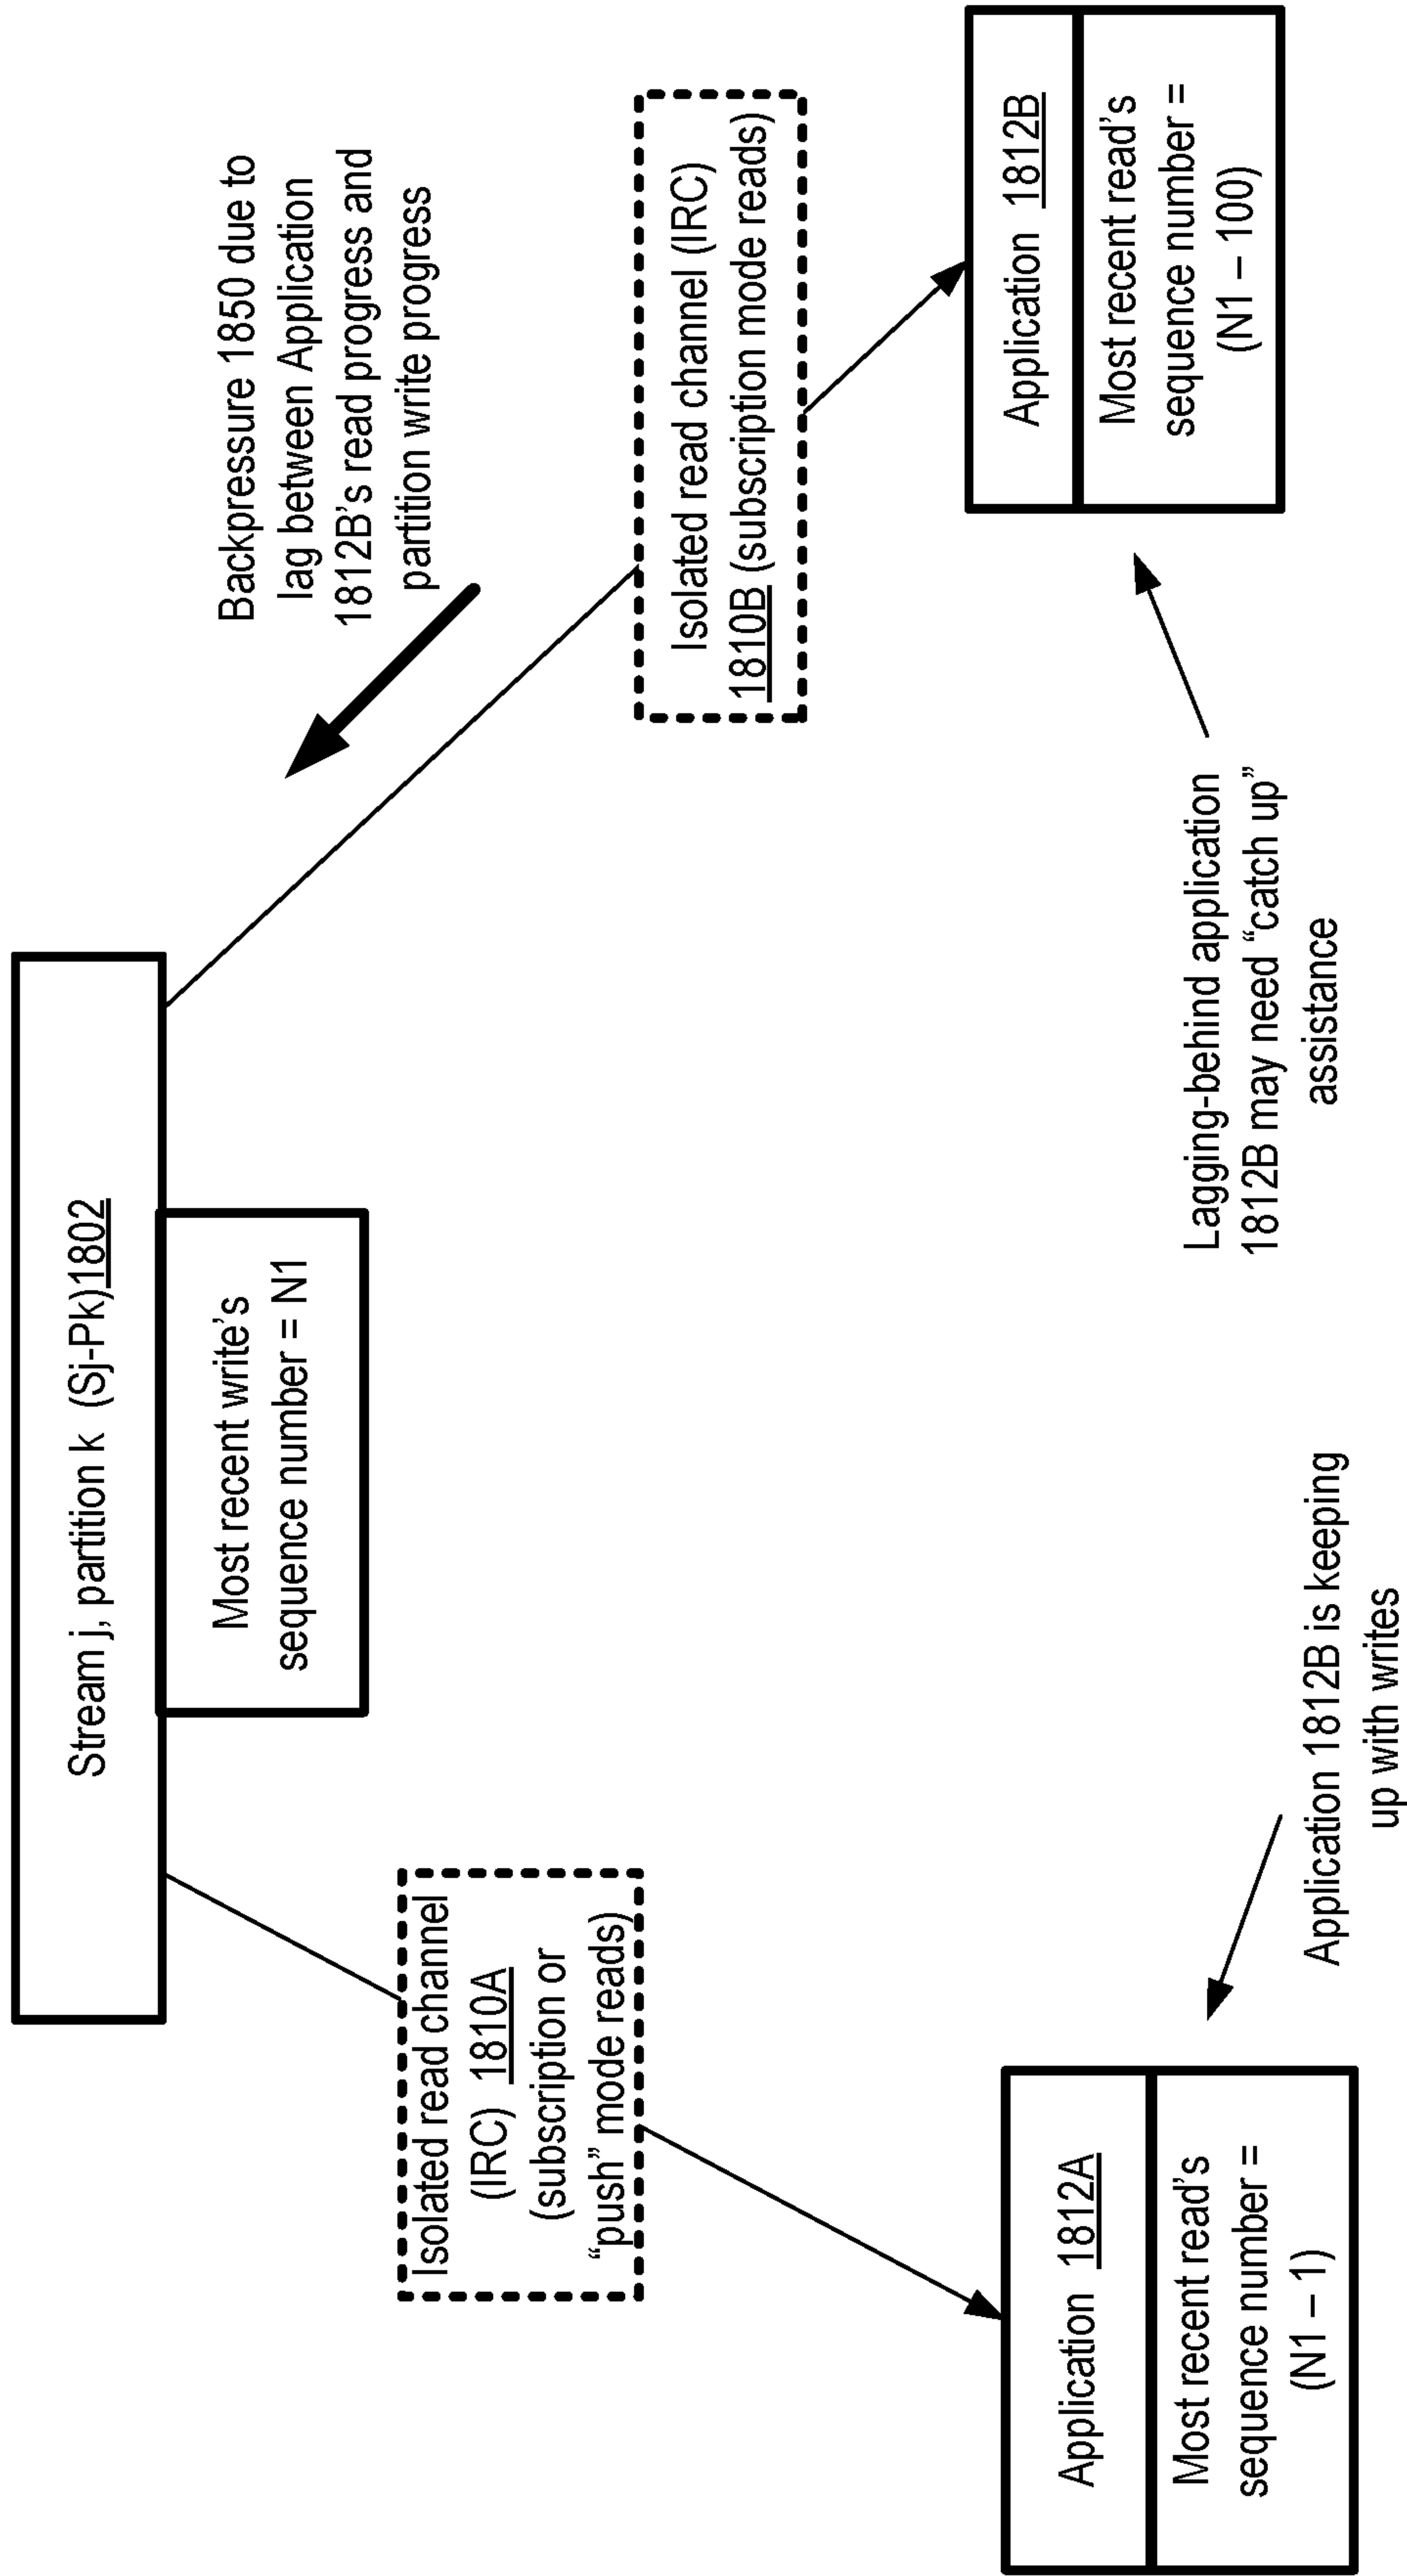 Stream j, partition k (Sj-Pk)1802
Most recent write's
sequence number = N1
Backpressure 1850 due to
lag between Application
1812B's read progress and
partition write progress
Isolated read channel
(IRC) 1810A
(subscription or
“push” mode reads)
Isolated read channel (IRC)
1810B (subscription mode reads)
Application 1812A
Most recent read's
sequence number =
(N1 – 1)
Application 1812B is keeping
up with writes
Lagging-behind application
1812B may need “catch up”
assistance
Application 1812B
Most recent read's
sequence number =
(N1 – 100)